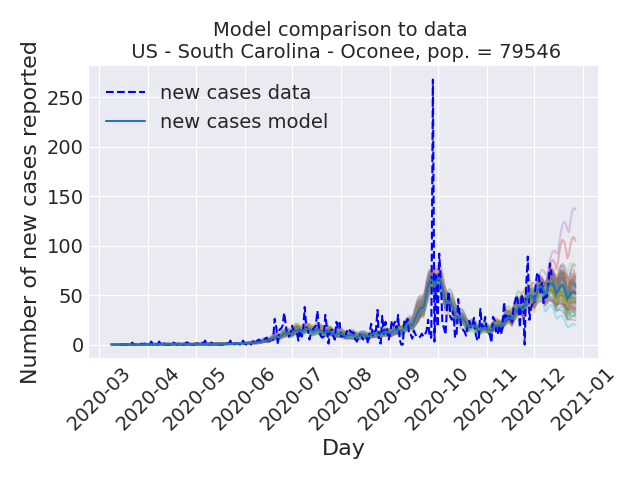 Model comparison to data
US - South Carolina - Oconee, pop. = 79546
new cases data
new cases model
Number of new cases reported
250
200
150
100
50
0
2020-03
2020-04
2020-05
2020-06
2020-07
2020-08
2020-09
2020-10
2020-11
2020-12
2021-01
Day